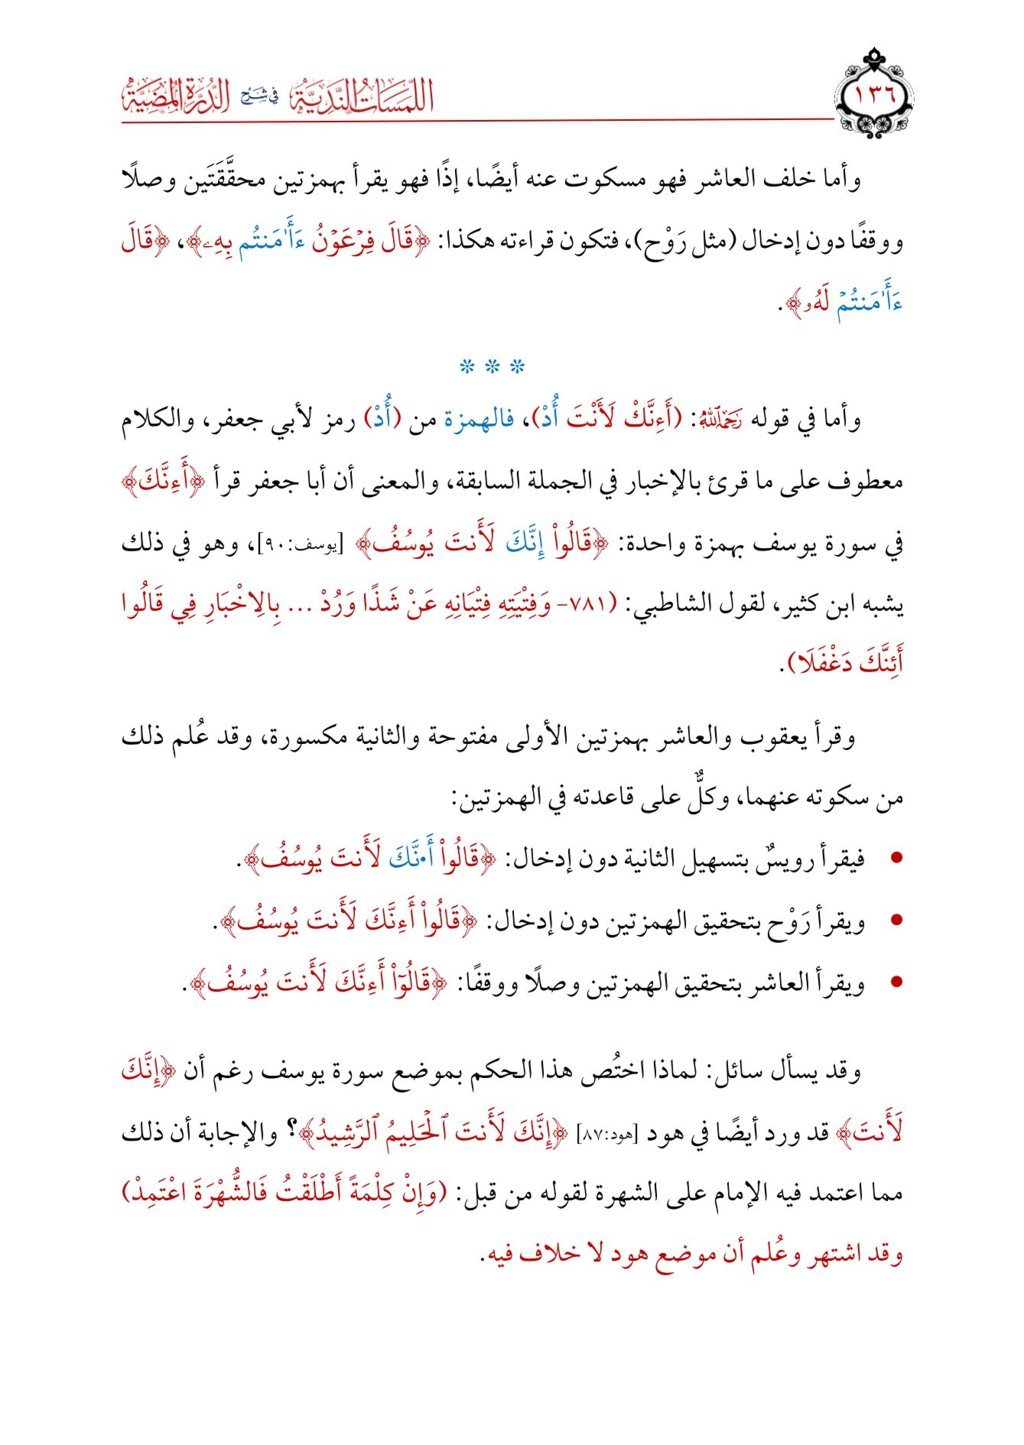 ١٣٦
اللمسات الندية في شرح الدرة المضية
وأما خلف العاشر فهو مسكوت عنه أيضًا، إذًا فهو يقرأ بهمزتين محقَّقَتَين وصلًا
ووقفًا دون إدخال (مثل رَوْح)، فتكون قراءته هكذا: ﴿قَالَ فِرْعَوْنُ ءَأَٰمَنتُم بِهِۦ﴾، ﴿قَالَ
ءَأَٰمَنتُمْ لَهُۥ﴾.
* * *
وأما في قوله رَحِمَهُ ٱللَّهُ: (أَءِنَّكْ لَأَنْتَ أُدْ)، فالهمزة من (أُدْ) رمز لأبي جعفر، والكلام
معطوف على ما قرئ بالإخبار في الجملة السابقة، والمعنى أن أبا جعفر قرأ ﴿أَءِنَّكَ﴾
في سورة يوسف بهمزة واحدة: ﴿قَالُواْ إِنَّكَ لَأَنتَ يُوسُفُ﴾ [يوسف:٩٠]، وهو في ذلك
يشبه ابن كثير، لقول الشاطبي: (٧٨١- وَفِتْيَتِهِ فِتْيَانِهِ عَنْ شَذًا وَرُدْ ... بِالِاخْبَارِ فِي قَالُوا
أَئِنَّكَ دَغْفَلَا).
وقرأ يعقوب والعاشر بهمزتين الأولى مفتوحة والثانية مكسورة، وقد عُلم ذلك
من سكوته عنهما، وكلٌّ على قاعدته في الهمزتين:
• فيقرأ رويسٌ بتسهيل الثانية دون إدخال: ﴿قَالُواْ أَ•نَّكَ لَأَنتَ يُوسُفُ﴾.
• ويقرأ رَوْح بتحقيق الهمزتين دون إدخال: ﴿قَالُواْ أَءِنَّكَ لَأَنتَ يُوسُفُ﴾.
• ويقرأ العاشر بتحقيق الهمزتين وصلًا ووقفًا: ﴿قَالُوٓاْ أَءِنَّكَ لَأَنتَ يُوسُفُ﴾.
وقد يسأل سائل: لماذا اختُص هذا الحكم بموضع سورة يوسف رغم أن ﴿إِنَّكَ
لَأَنتَ﴾ قد ورد أيضًا في هود [هود:٨٧] ﴿إِنَّكَ لَأَنتَ ٱلْحَلِيمُ ٱلرَّشِيدُ﴾؟ والإجابة أن ذلك
مما اعتمد فيه الإمام على الشهرة لقوله من قبل: (وَإِنْ كِلْمَةً أَطْلَقْتُ فَالشُّهْرَةَ اعْتَمِدْ)
وقد اشتهر وعُلم أن موضع هود لا خلاف فيه.